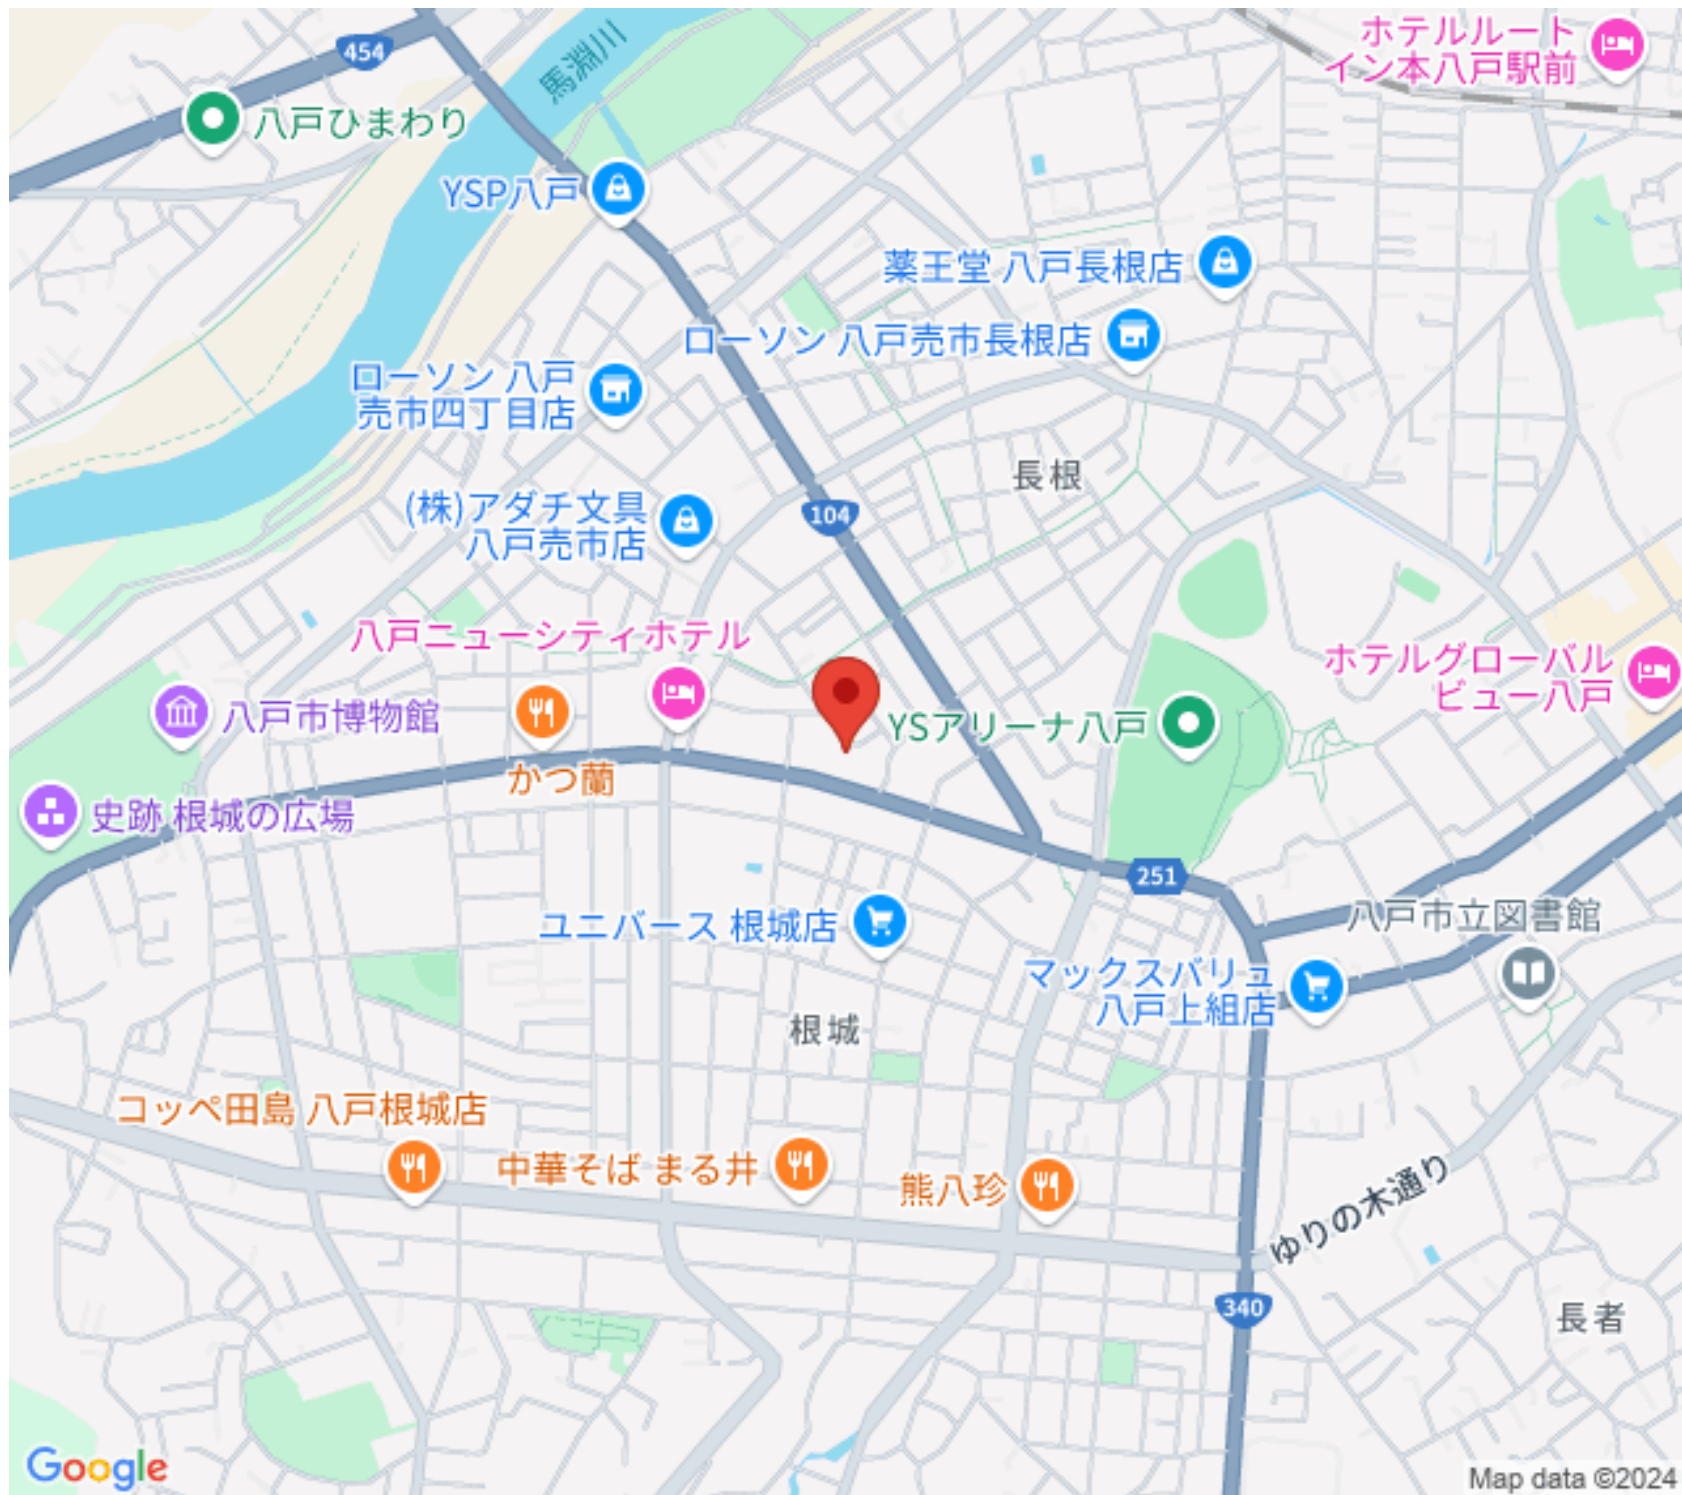 ホテルルート
イン本八戸駅前
454
馬淵川
八戸ひまわり
YSP八戸
薬王堂 八戸長根店
ローソン 八戸売市長根店
ローソン 八戸
売市四丁目店
長根
(株)アダチ文具
八戸売市店
104
八戸ニューシティホテル
ホテルグローバル
ビュー八戸
八戸市博物館
YSアリーナ八戸
かつ蘭
史跡 根城の広場
251
八戸市立図書館
ユニバース 根城店
マックスバリュ
八戸上組店
根城
コッペ田島 八戸根城店
中華そば まる井
熊八珍
ゆりの木通り
340
長者
Google
Map data ©2024